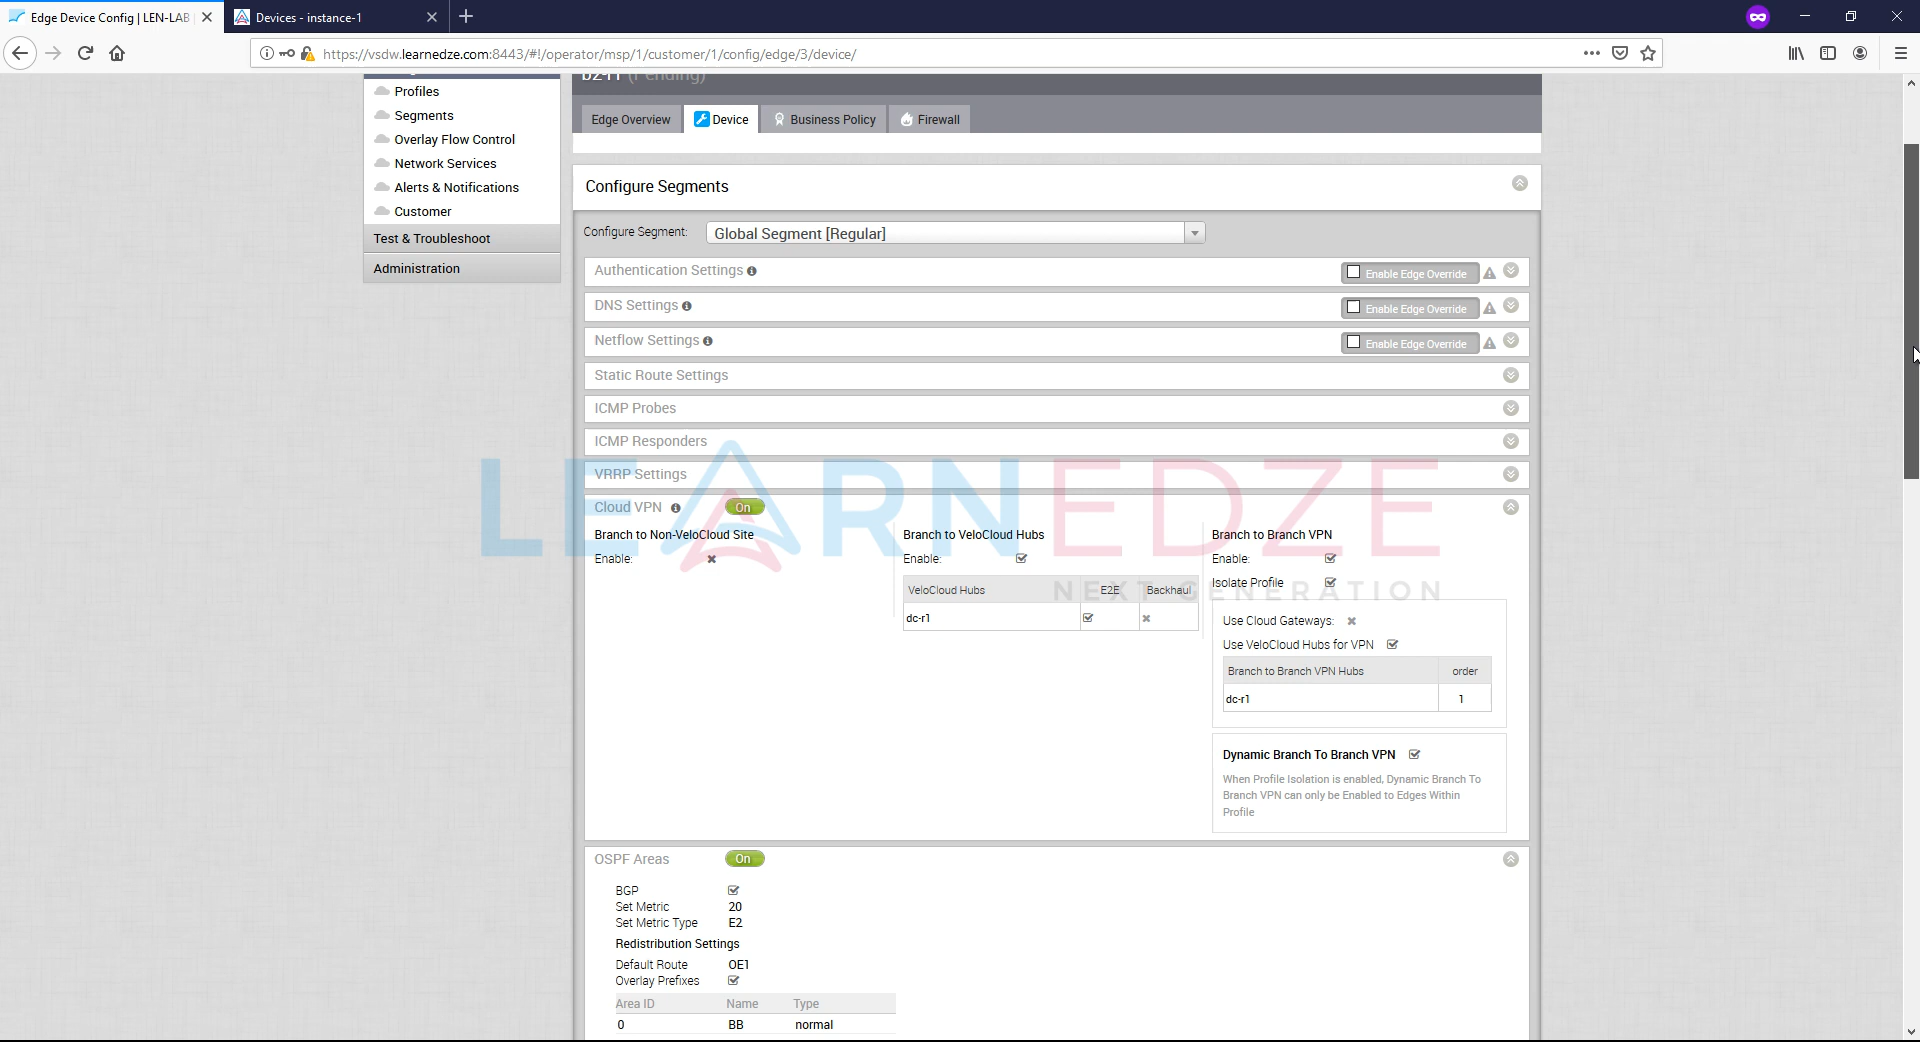 Edge Device Config | LEN-LAB
Devices - instance-1
https://vsdw.learnedze.com:8443/#!/operator/msp/1/customer/1/config/edge/3/device/
Profiles
Segments
Overlay Flow Control
Network Services
Alerts & Notifications
Customer
Test & Troubleshoot
Administration
b2-r1 (Pending)
Edge Overview
Device
Business Policy
Firewall
Configure Segments
Configure Segment: Global Segment [Regular]
Authentication Settings Enable Edge Override
DNS Settings Enable Edge Override
Netflow Settings Enable Edge Override
Static Route Settings
ICMP Probes
ICMP Responders
VRRP Settings
Cloud VPN On
Branch to Non-VeloCloud Site
Enable:
Branch to VeloCloud Hubs
Enable:
VeloCloud Hubs E2E Backhaul
dc-r1
Branch to Branch VPN
Enable:
Isolate Profile
Use Cloud Gateways:
Use VeloCloud Hubs for VPN
Branch to Branch VPN Hubs order
dc-r1 1
Dynamic Branch To Branch VPN
When Profile Isolation is enabled, Dynamic Branch To
Branch VPN can only be Enabled to Edges Within
Profile
OSPF Areas On
BGP
Set Metric 20
Set Metric Type E2
Redistribution Settings
Default Route OE1
Overlay Prefixes
Area ID Name Type
0 BB normal
LEARNEDZE
NEXT GENERATION